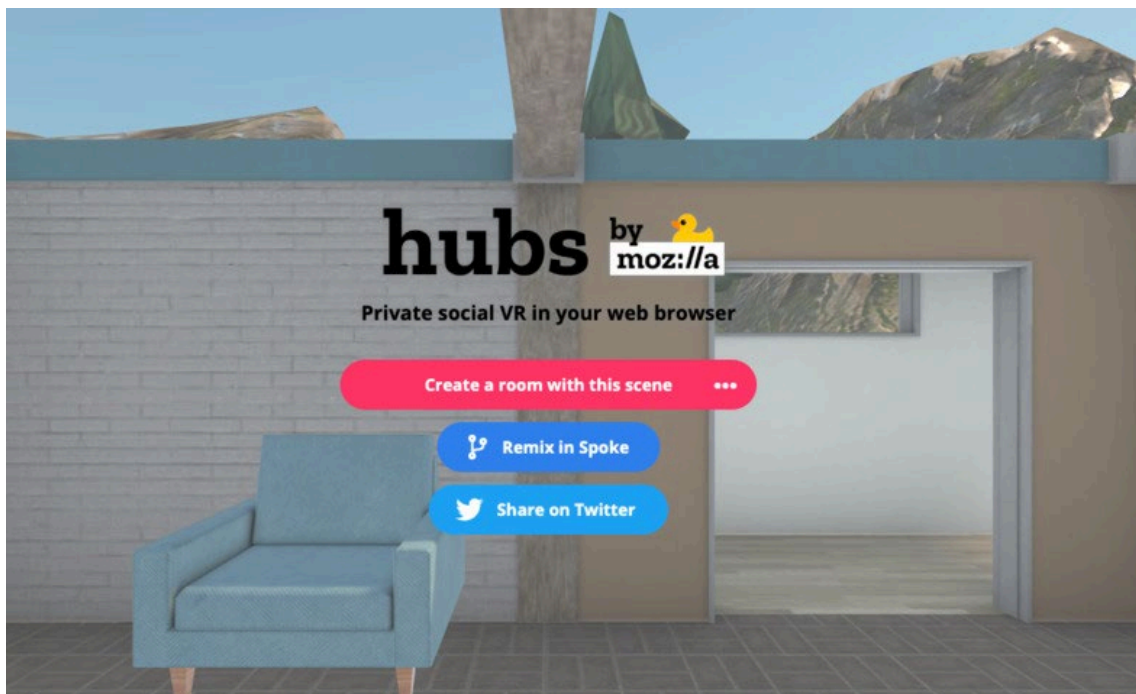 hubs by
moz://a
Private social VR in your web browser
Create a room with this scene
Remix in Spoke
Share on Twitter